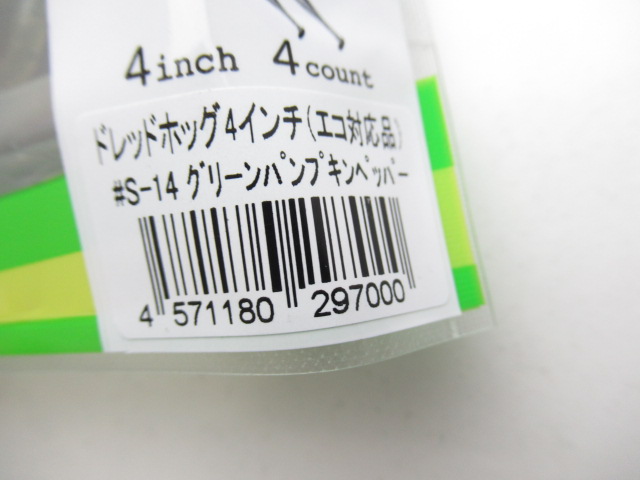 4inch 4count
ドレッドホッグ4インチ(エコ対応品)
#S-14 グリーンパンプキンペッパー
4 571180 297000